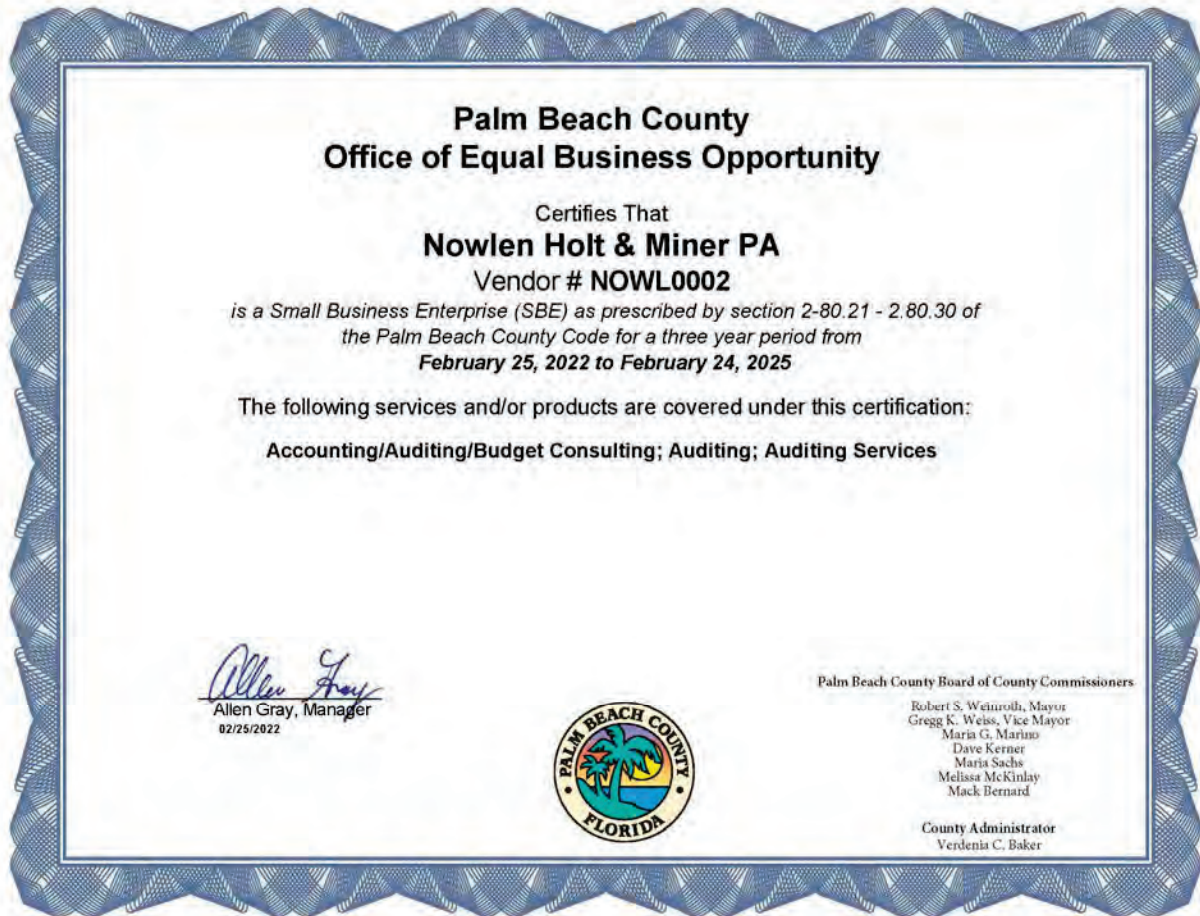 Palm Beach County
Office of Equal Business Opportunity
Certifies That
Nowlen Holt & Miner PA
Vendor # NOWL0002
is a Small Business Enterprise (SBE) as prescribed by section 2-80.21 - 2.80.30 of
the Palm Beach County Code for a three year period from
February 25, 2022 to February 24, 2025
The following services and/or products are covered under this certification:
Accounting/Auditing/Budget Consulting; Auditing; Auditing Services
Allen Gray
Allen Gray, Manager
02/25/2022
PALM BEACH COUNTY
FLORIDA
Palm Beach County Board of County Commissioners
Robert S. Weinroth, Mayor
Gregg K. Weiss, Vice Mayor
Maria G. Marino
Dave Kerner
Maria Sachs
Melissa McKinlay
Mack Bernard
County Administrator
Verdenia C. Baker